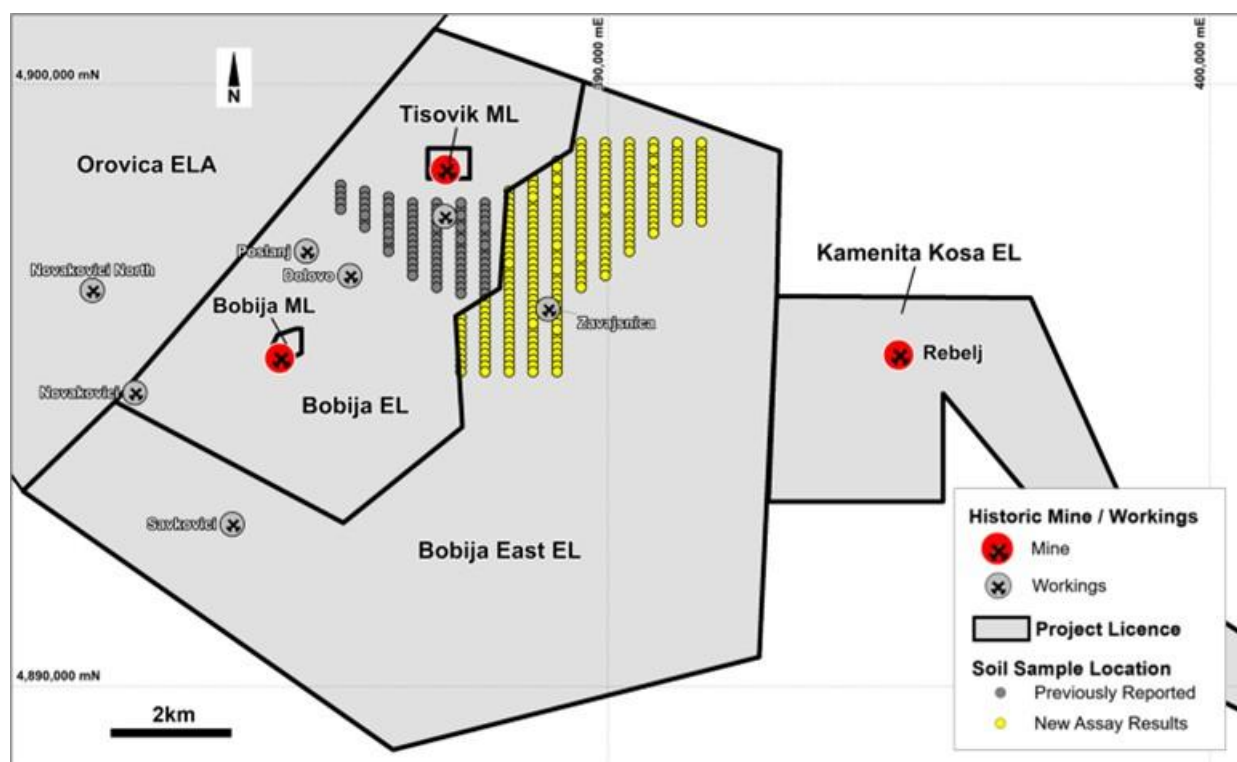 4,900,000 mN
N
390,000 mE
400,000 mE
Tisovik ML
Orovica ELA
Poslanj
Dolovo
Novakovici North
Bobija ML
Zavajsnica
Kamenita Kosa EL
Rebelj
Novakovici
Bobija EL
Savkovici
Bobija East EL
4,890,000 mN
2km
Historic Mine / Workings
Mine
Workings
Project Licence
Soil Sample Location
Previously Reported
New Assay Results